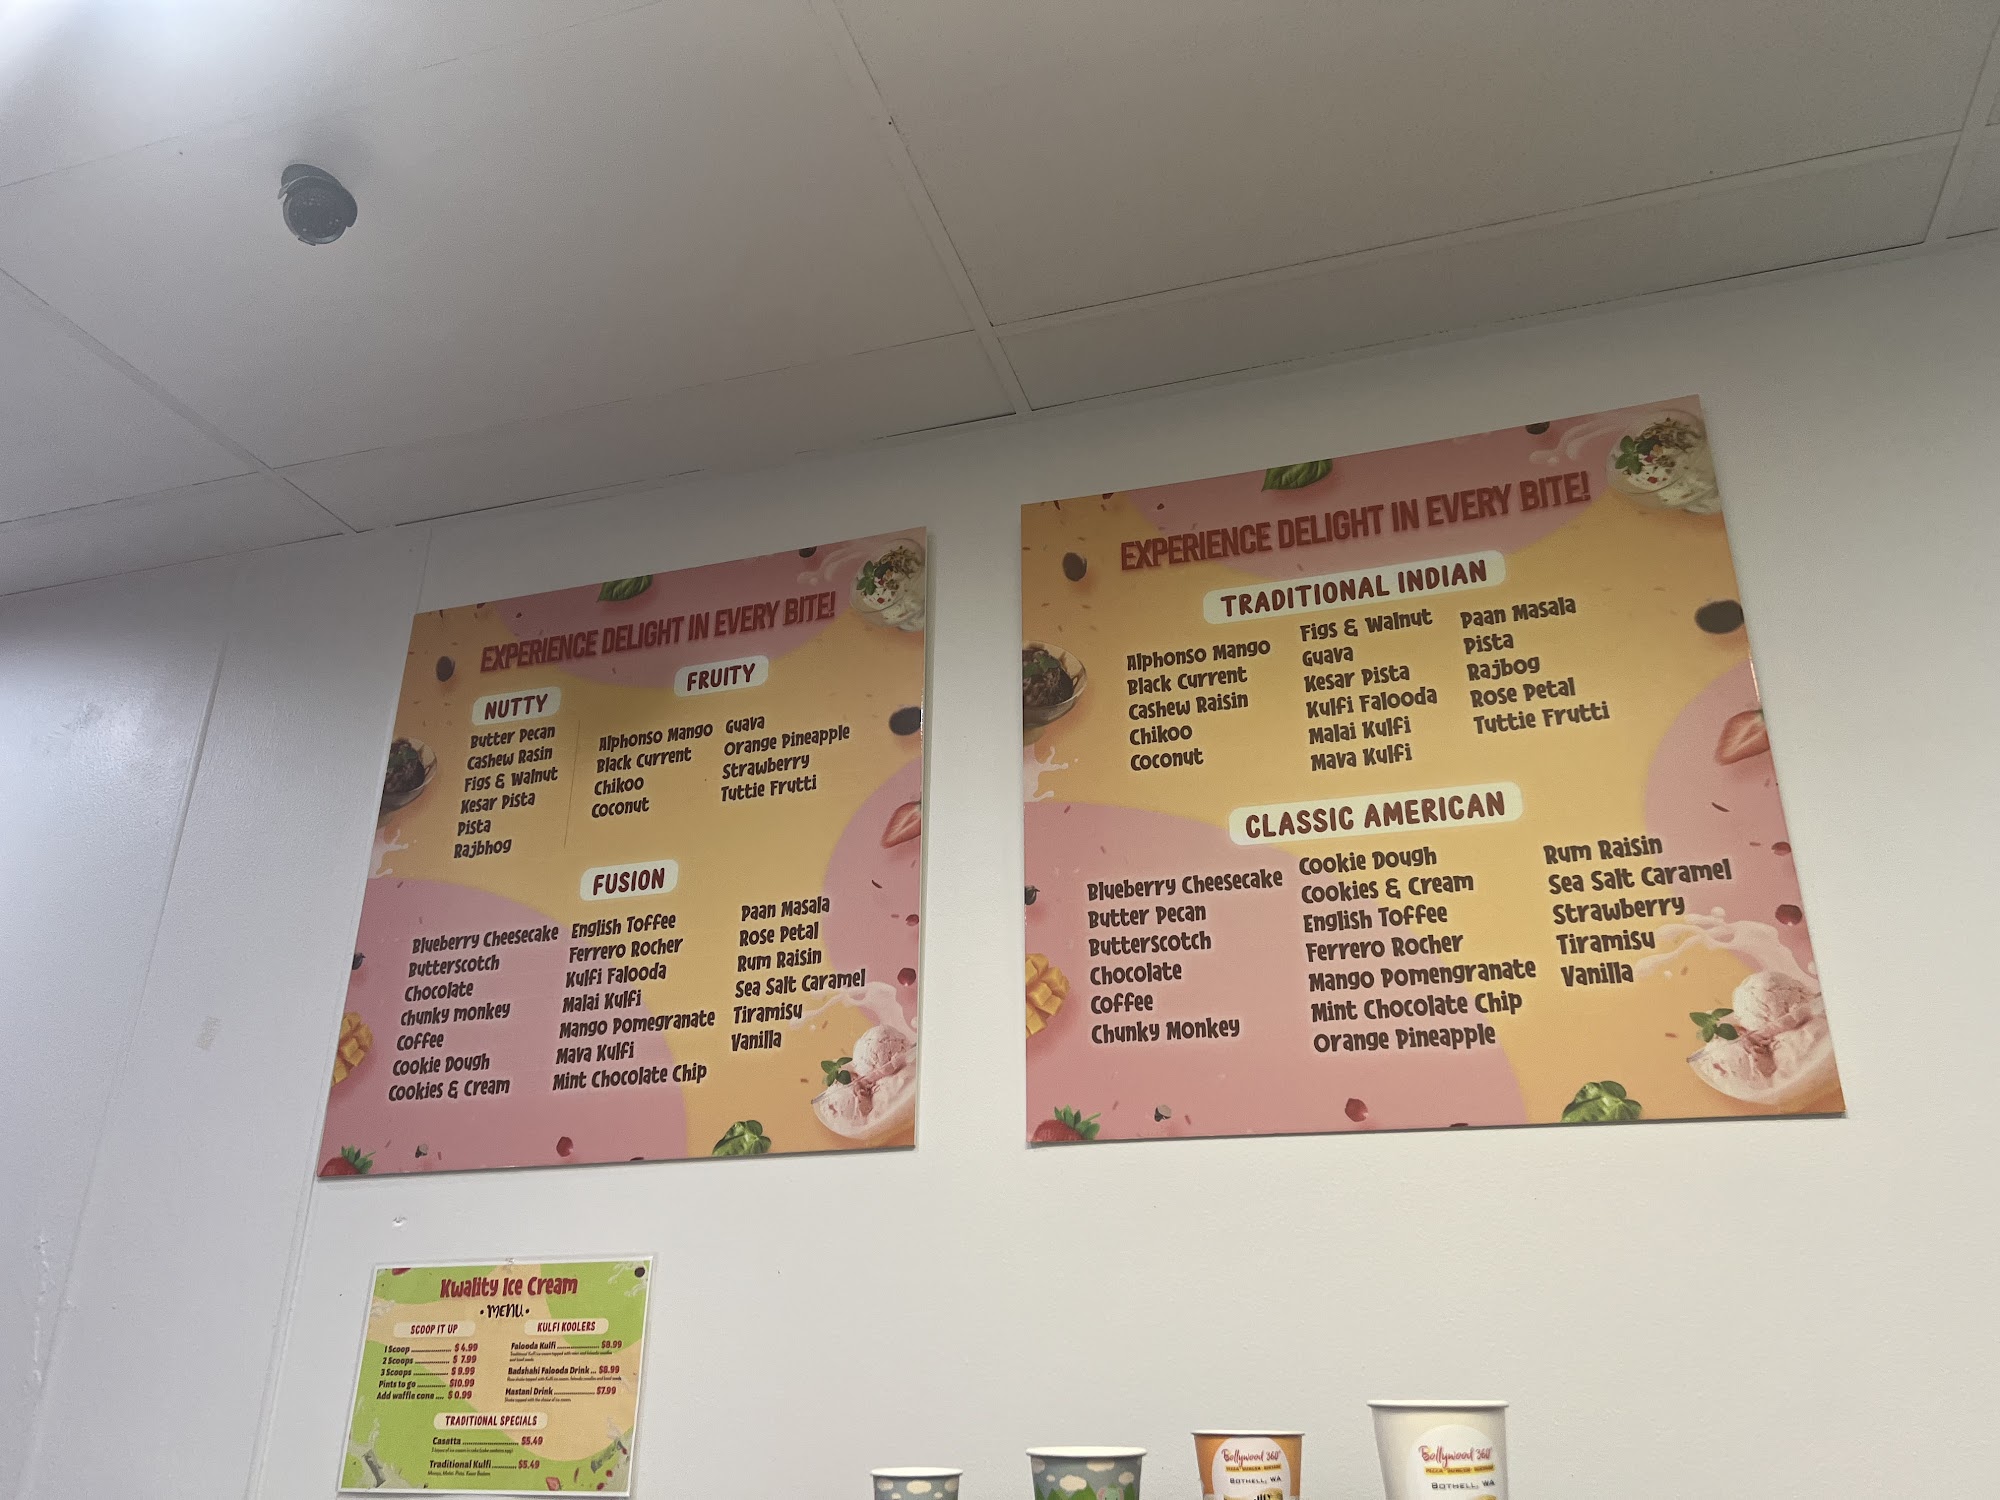 EXPERIENCE DELIGHT IN EVERY BITE!
NUTTY
Butter Pecan
Cashew Rasin
Figs & Walnut
Kesar Pista
Pista
Rajbhog
FRUITY
Alphonso Mango
Black Current
Chikoo
Coconut
Guava
Orange Pineapple
Strawberry
Tuttie Frutti
FUSION
Blueberry Cheesecake
Butterscotch
Chocolate
Chunky monkey
Coffee
Cookie Dough
Cookies & Cream
English Toffee
Ferrero Rocher
Kulfi Falooda
Malai Kulfi
Mango Pomegranate
Mava Kulfi
Mint Chocolate Chip
Paan Masala
Rose Petal
Rum Raisin
Sea Salt Caramel
Tiramisu
Vanilla
EXPERIENCE DELIGHT IN EVERY BITE!
TRADITIONAL INDIAN
Alphonso Mango
Black Current
Cashew Raisin
Chikoo
Coconut
Figs & Walnut
Guava
Kesar Pista
Kulfi Falooda
Malai Kulfi
Mava Kulfi
Paan Masala
Pista
Rajbog
Rose Petal
Tuttie Frutti
CLASSIC AMERICAN
Blueberry Cheesecake
Butter Pecan
Butterscotch
Chocolate
Coffee
Chunky Monkey
Cookie Dough
Cookies & Cream
English Toffee
Ferrero Rocher
Mango Pomengranate
Mint Chocolate Chip
Orange Pineapple
Rum Raisin
Sea Salt Caramel
Strawberry
Tiramisu
Vanilla
Kwality Ice Cream
• MENU •
SCOOP IT UP
1 Scoop .......... $ 4.99
2 Scoops .......... $ 7.99
3 Scoops .......... $ 9.99
Pints to go ........ $10.99
Add waffle cone .... $ 0.99
KULFI KOOLERS
Falooda Kulfi .......... $8.99
Badshahi Falooda Drink ... $8.99
Mastani Drink .......... $7.99
TRADITIONAL SPECIALS
Casatta .......... $5.49
Traditional Kulfi .......... $5.49
Bollywood 360°
BOTHELL, WA
Bollywood 360°
BOTHELL, WA